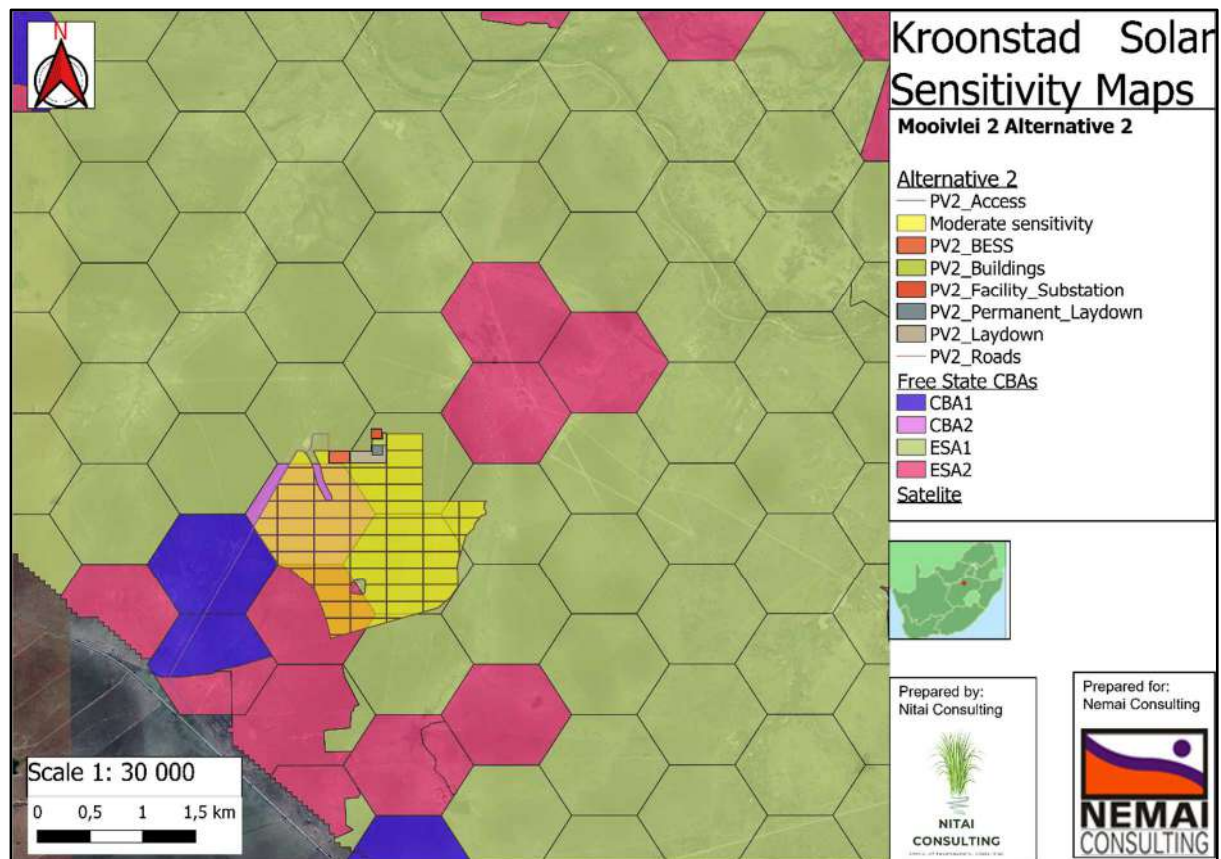 N
Kroonstad Solar
Sensitivity Maps
Mooivlei 2 Alternative 2
Alternative 2
PV2_Access
Moderate sensitivity
PV2_BESS
PV2_Buildings
PV2_Facility_Substation
PV2_Permanent_Laydown
PV2_Laydown
PV2_Roads
Free State CBAs
CBA1
CBA2
ESA1
ESA2
Satelite
Prepared by:
Nitai Consulting
NITAI
CONSULTING
Prepared for:
Nemai Consulting
NEMAI
CONSULTING
Scale 1: 30 000
0 0,5 1 1,5 km